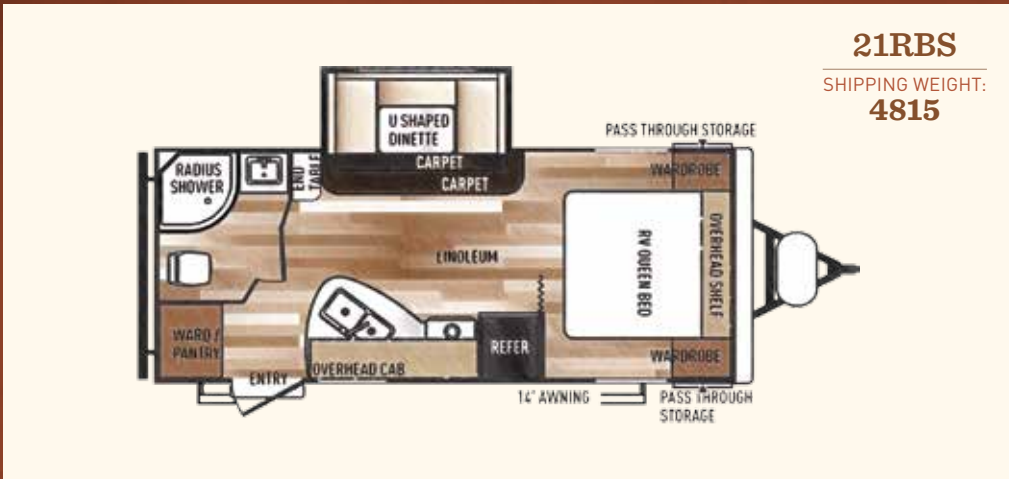 21RBS
SHIPPING WEIGHT:
4815
PASS THROUGH STORAGE
U SHAPED
DINETTE
CARPET
CARPET
RADIUS
SHOWER
END
TABLE
WARDROBE
LINOLEUM
RV QUEEN BED
OVERHEAD SHELF
WARD /
PANTRY
REFER
WARDROBE
OVERHEAD CAB
ENTRY
14' AWNING
PASS THROUGH
STORAGE